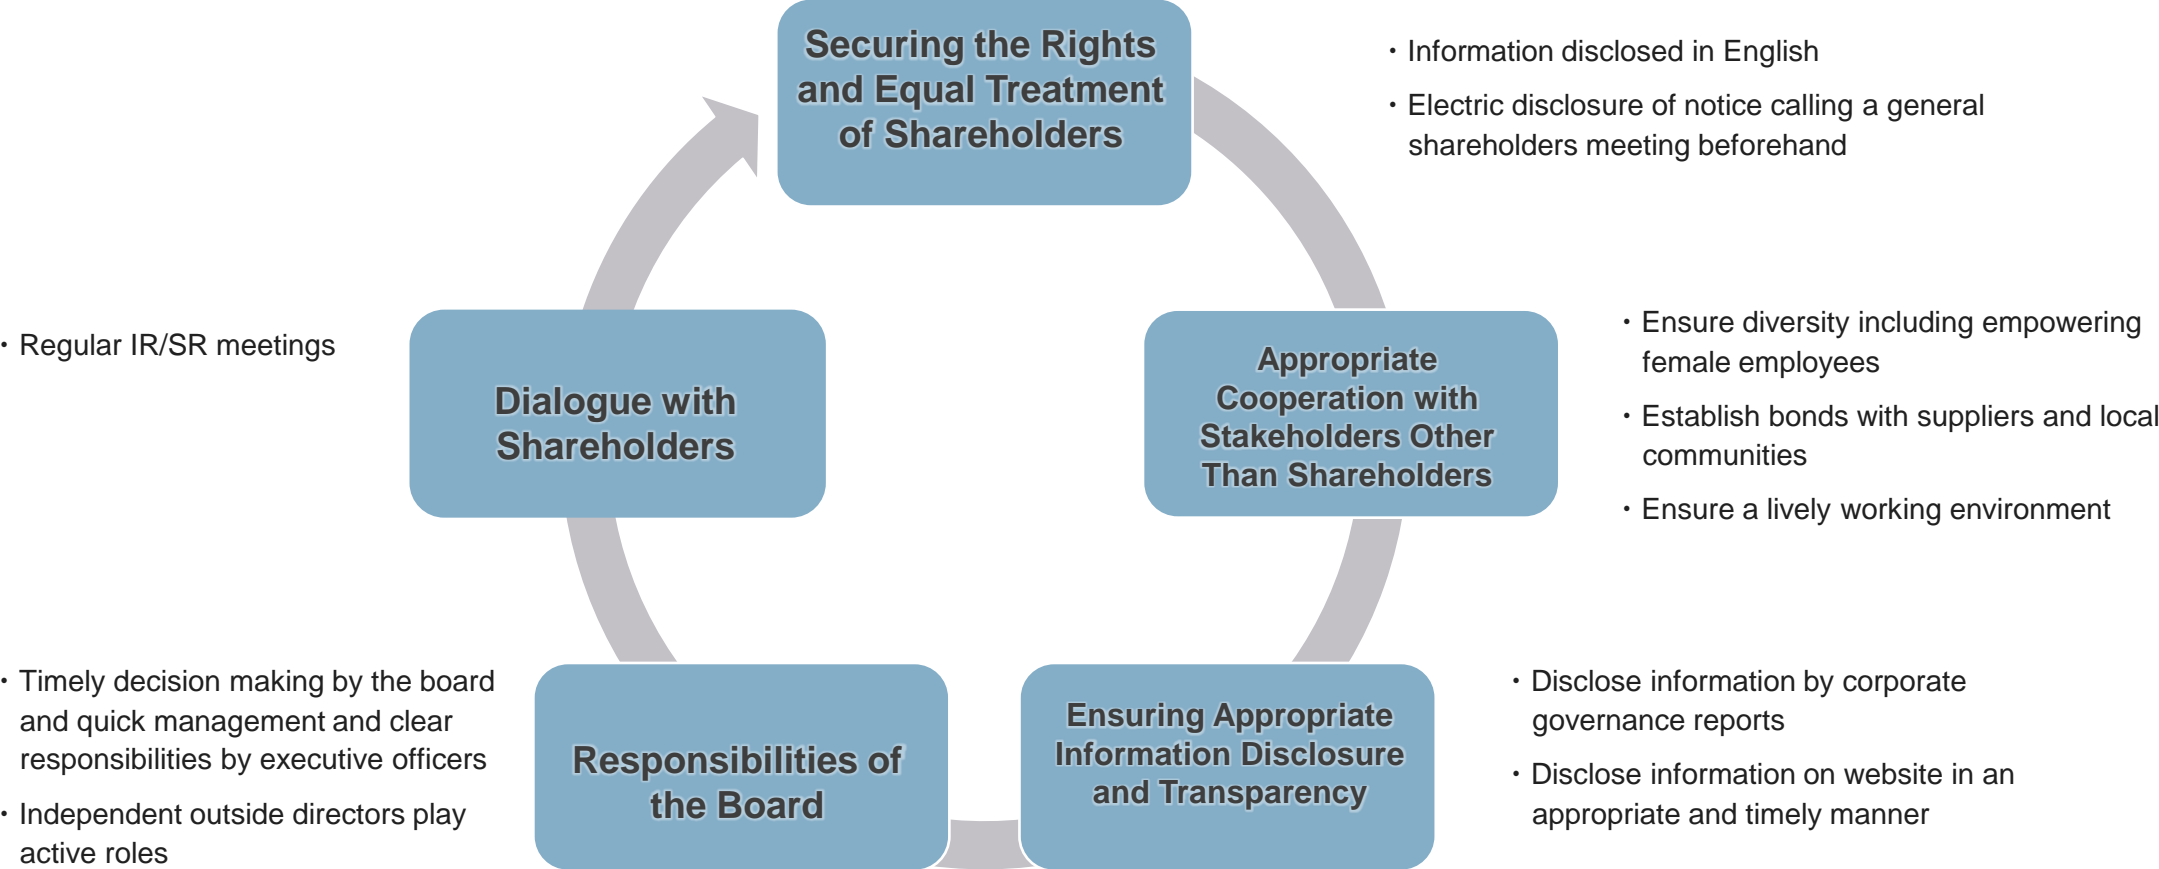 Securing the Rights
and Equal Treatment
of Shareholders
・Information disclosed in English
・Electric disclosure of notice calling a general
shareholders meeting beforehand
Appropriate
Cooperation with
Stakeholders Other
Than Shareholders
・Ensure diversity including empowering
female employees
・Establish bonds with suppliers and local
communities
・Ensure a lively working environment
Ensuring Appropriate
Information Disclosure
and Transparency
・Disclose information by corporate
governance reports
・Disclose information on website in an
appropriate and timely manner
Responsibilities of
the Board
・Timely decision making by the board
and quick management and clear
responsibilities by executive officers
・Independent outside directors play
active roles
Dialogue with
Shareholders
・Regular IR/SR meetings